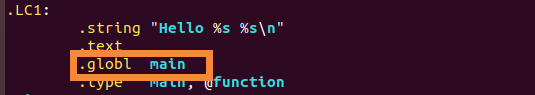 .LC1:
.string "Hello %s %s\n"
.text
.globl main
.type main, @function